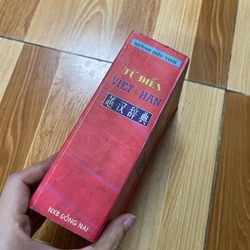 HUỲNH DIỆU VINH
TỪ ĐIỂN
VIỆT - HÁN
越汉辞典
NXB ĐỒNG NAI